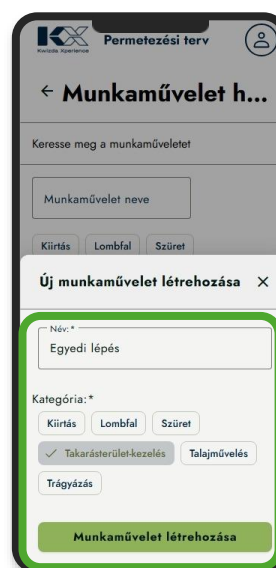 KX Permetezési terv
Kwizda Xperience
← Munkaművelet h...
Keresse meg a munkaműveletet
Munkaművelet neve
Kiirtás Lombfal Szüret
Új munkaművelet létrehozása ×
Név:*
Egyedi lépés
Kategória:*
Kiirtás Lombfal Szüret
✓ Takarásterület-kezelés Talajművelés
Trágyázás
Munkaművelet létrehozása